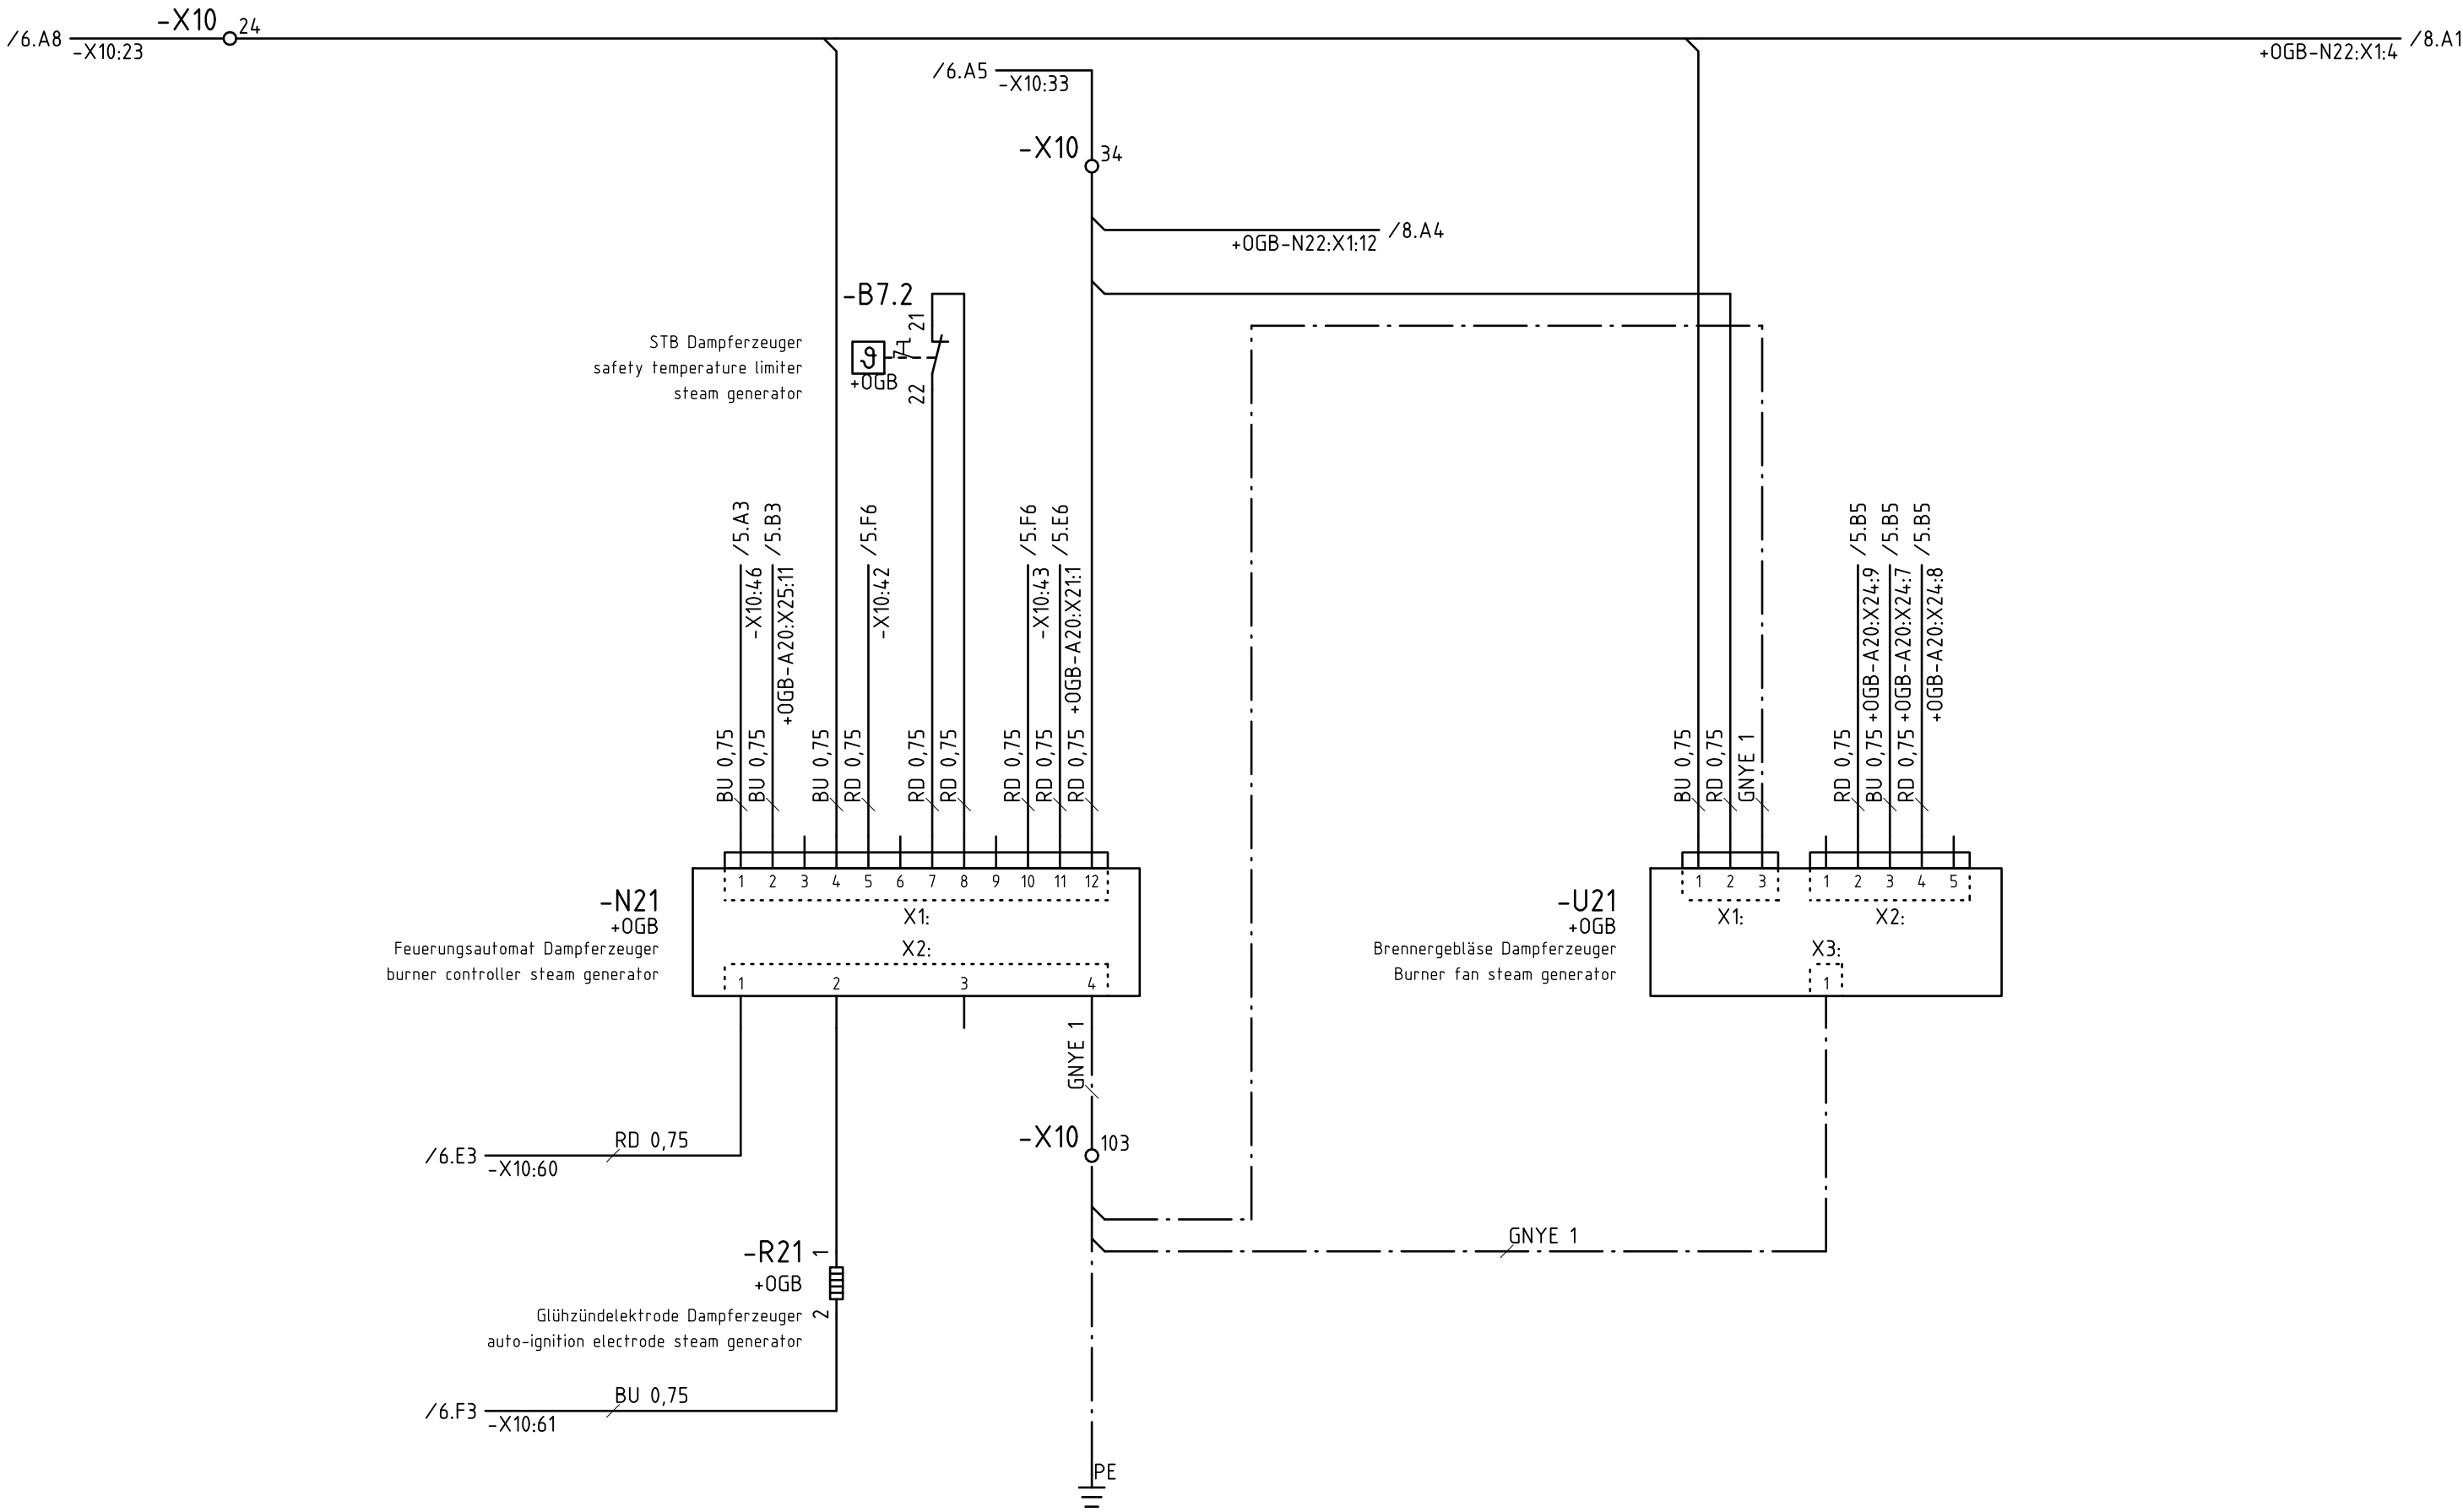 /6.A8
-X10:23
-X10
24
/8.A1
+OGB-N22:X1:4
/6.A5
-X10:33
-X10
34
/8.A4
+OGB-N22:X1:12
-B7.2
21
22
+OGB
STB Dampferzeuger
safety temperature limiter
steam generator
ϑ
/5.A3
-X10:46
/5.B3
+OGB-A20:X25:11
/5.F6
-X10:42
/5.F6
-X10:43
/5.E6
+OGB-A20:X21:1
/5.B5
+OGB-A20:X24:9
/5.B5
+OGB-A20:X24:7
/5.B5
+OGB-A20:X24:8
BU 0,75
BU 0,75
BU 0,75
RD 0,75
RD 0,75
RD 0,75
RD 0,75
RD 0,75
RD 0,75
BU 0,75
RD 0,75
GNYE 1
RD 0,75
BU 0,75
RD 0,75
1 2 3 4 5 6 7 8 9 10 11 12
X1:
-N21
+OGB
Feuerungsautomat Dampferzeuger
burner controller steam generator
X2:
1 2 3 4
1 2 3
X1:
1 2 3 4 5
X2:
-U21
+OGB
Brennergebläse Dampferzeuger
Burner fan steam generator
X3:
1
GNYE 1
-X10
103
/6.E3
-X10:60
RD 0,75
GNYE 1
-R21
+OGB
1
2
Glühzündelektrode Dampferzeuger
auto-ignition electrode steam generator
/6.F3
-X10:61
BU 0,75
PE